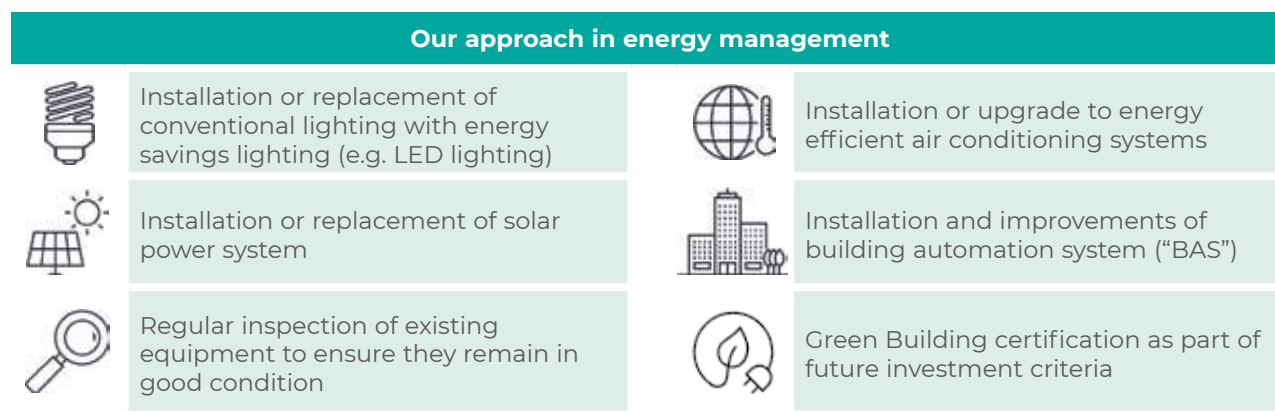 Our approach in energy management
Installation or replacement of
conventional lighting with energy
savings lighting (e.g. LED lighting)
Installation or upgrade to energy
efficient air conditioning systems
Installation or replacement of solar
power system
Installation and improvements of
building automation system (“BAS”)
Regular inspection of existing
equipment to ensure they remain in
good condition
Green Building certification as part of
future investment criteria